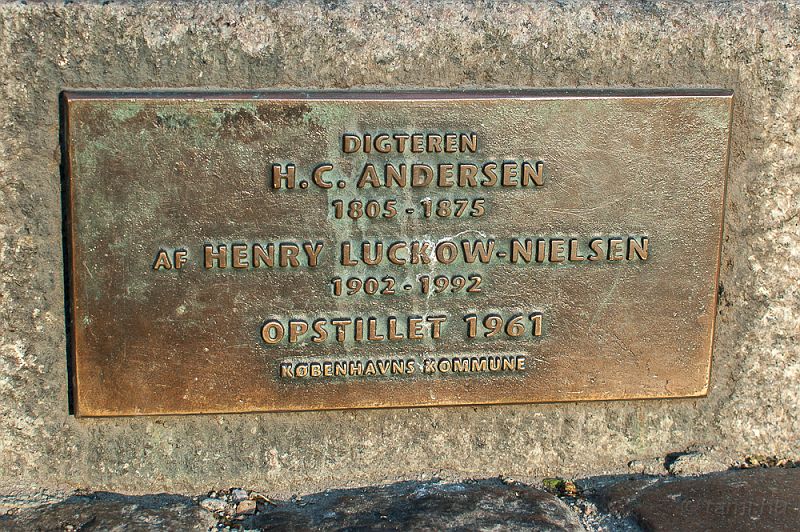 DIGTEREN
H.C. ANDERSEN
1805 - 1875
AF HENRY LUCKOW-NIELSEN
1902 - 1992
OPSTILLET 1961
KØBENHAVNS KOMMUNE